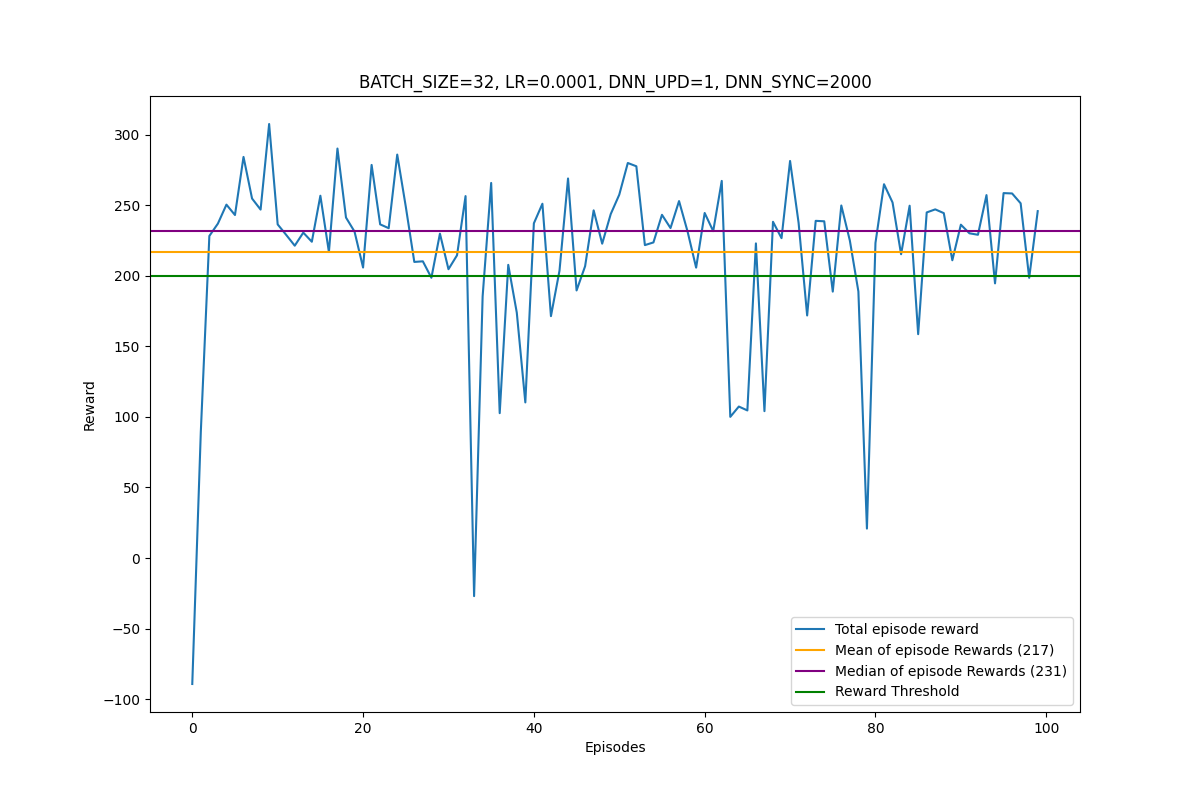 BATCH_SIZE=32, LR=0.0001, DNN_UPD=1, DNN_SYNC=2000
300
250
200
150
100
50
0
−50
−100
Reward
Total episode reward
Mean of episode Rewards (217)
Median of episode Rewards (231)
Reward Threshold
0 20 40 60 80 100
Episodes